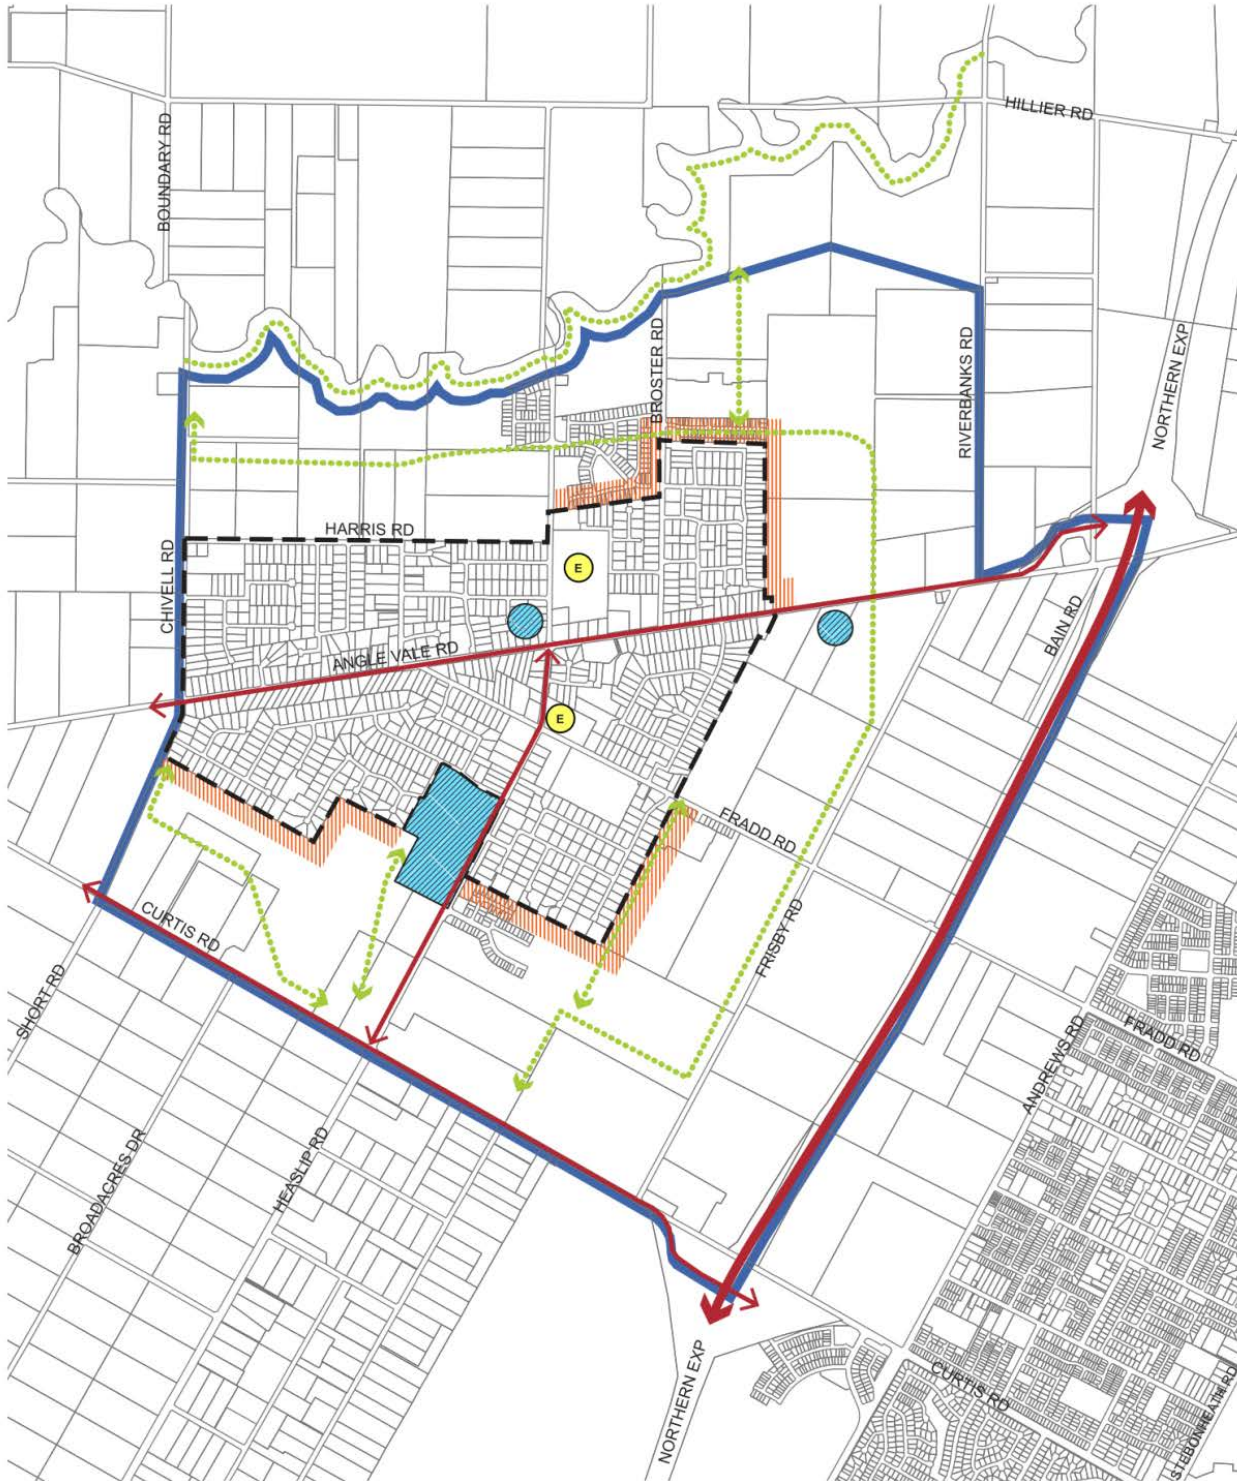 HILLIER RD
BOUNDARY RD
NORTHERN EXP
BROSTER RD
RIVERBANKS RD
HARRIS RD
CHIVELL RD
E
BAIN RD
ANGLE VALE RD
E
FRADD RD
CURTIS RD
FRISBY RD
SHORT RD
FRADD RD
ANDREWS RD
BROADACRES DR
HEASLIP RD
NORTHERN EXP
CURTIS RD
STEBONHEATH RD